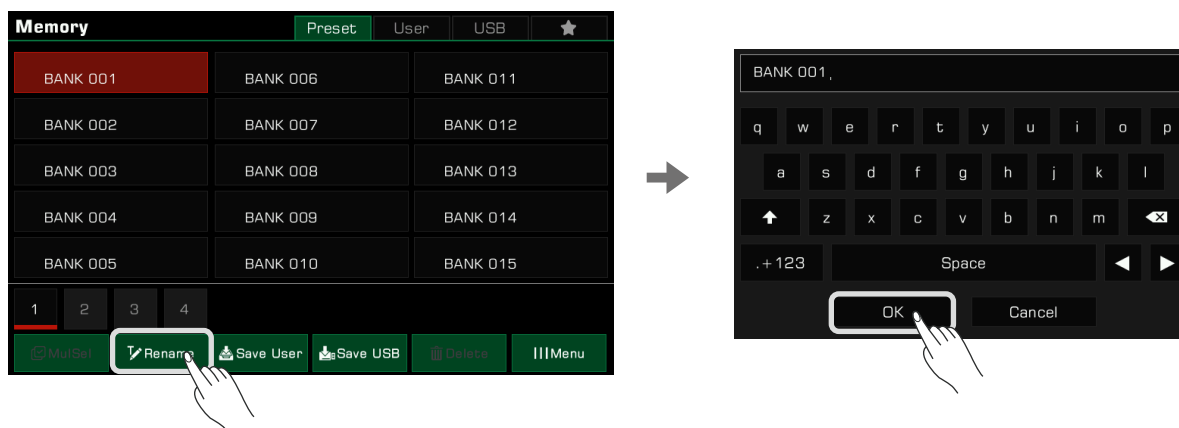 Memory Preset User USB
BANK 001 BANK 006 BANK 011
BANK 002 BANK 007 BANK 012
BANK 003 BANK 008 BANK 013
BANK 004 BANK 009 BANK 014
BANK 005 BANK 010 BANK 015
1 2 3 4
MulSel Rename Save User Save USB Delete Menu
BANK 001
q w e r t y u i o p
a s d f g h j k l
z x c v b n m
.+123 Space
OK Cancel